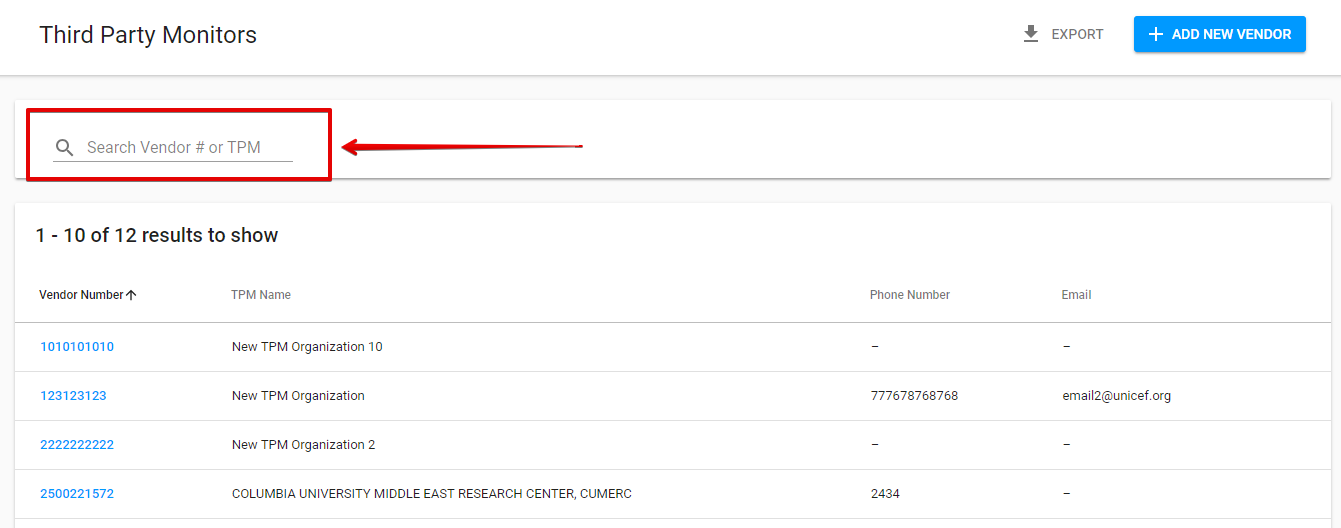 Third Party Monitors
EXPORT
ADD NEW VENDOR
Search Vendor # or TPM
1 - 10 of 12 results to show
Vendor Number TPM Name Phone Number Email
1010101010 New TPM Organization 10 – –
123123123 New TPM Organization 777678768768 email2@unicef.org
2222222222 New TPM Organization 2 – –
2500221572 COLUMBIA UNIVERSITY MIDDLE EAST RESEARCH CENTER, CUMERC 2434 –